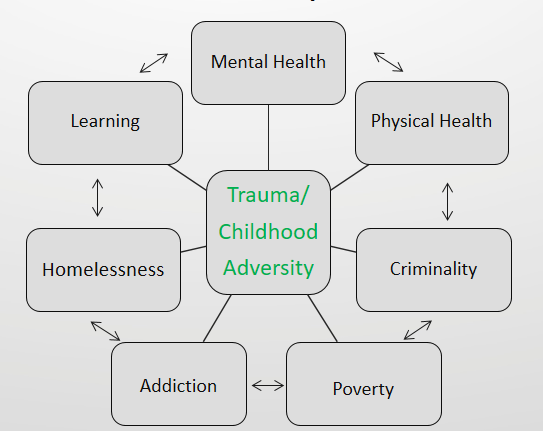 Mental Health
Learning
Physical Health
Trauma/
Childhood
Adversity
Homelessness
Criminality
Addiction
Poverty